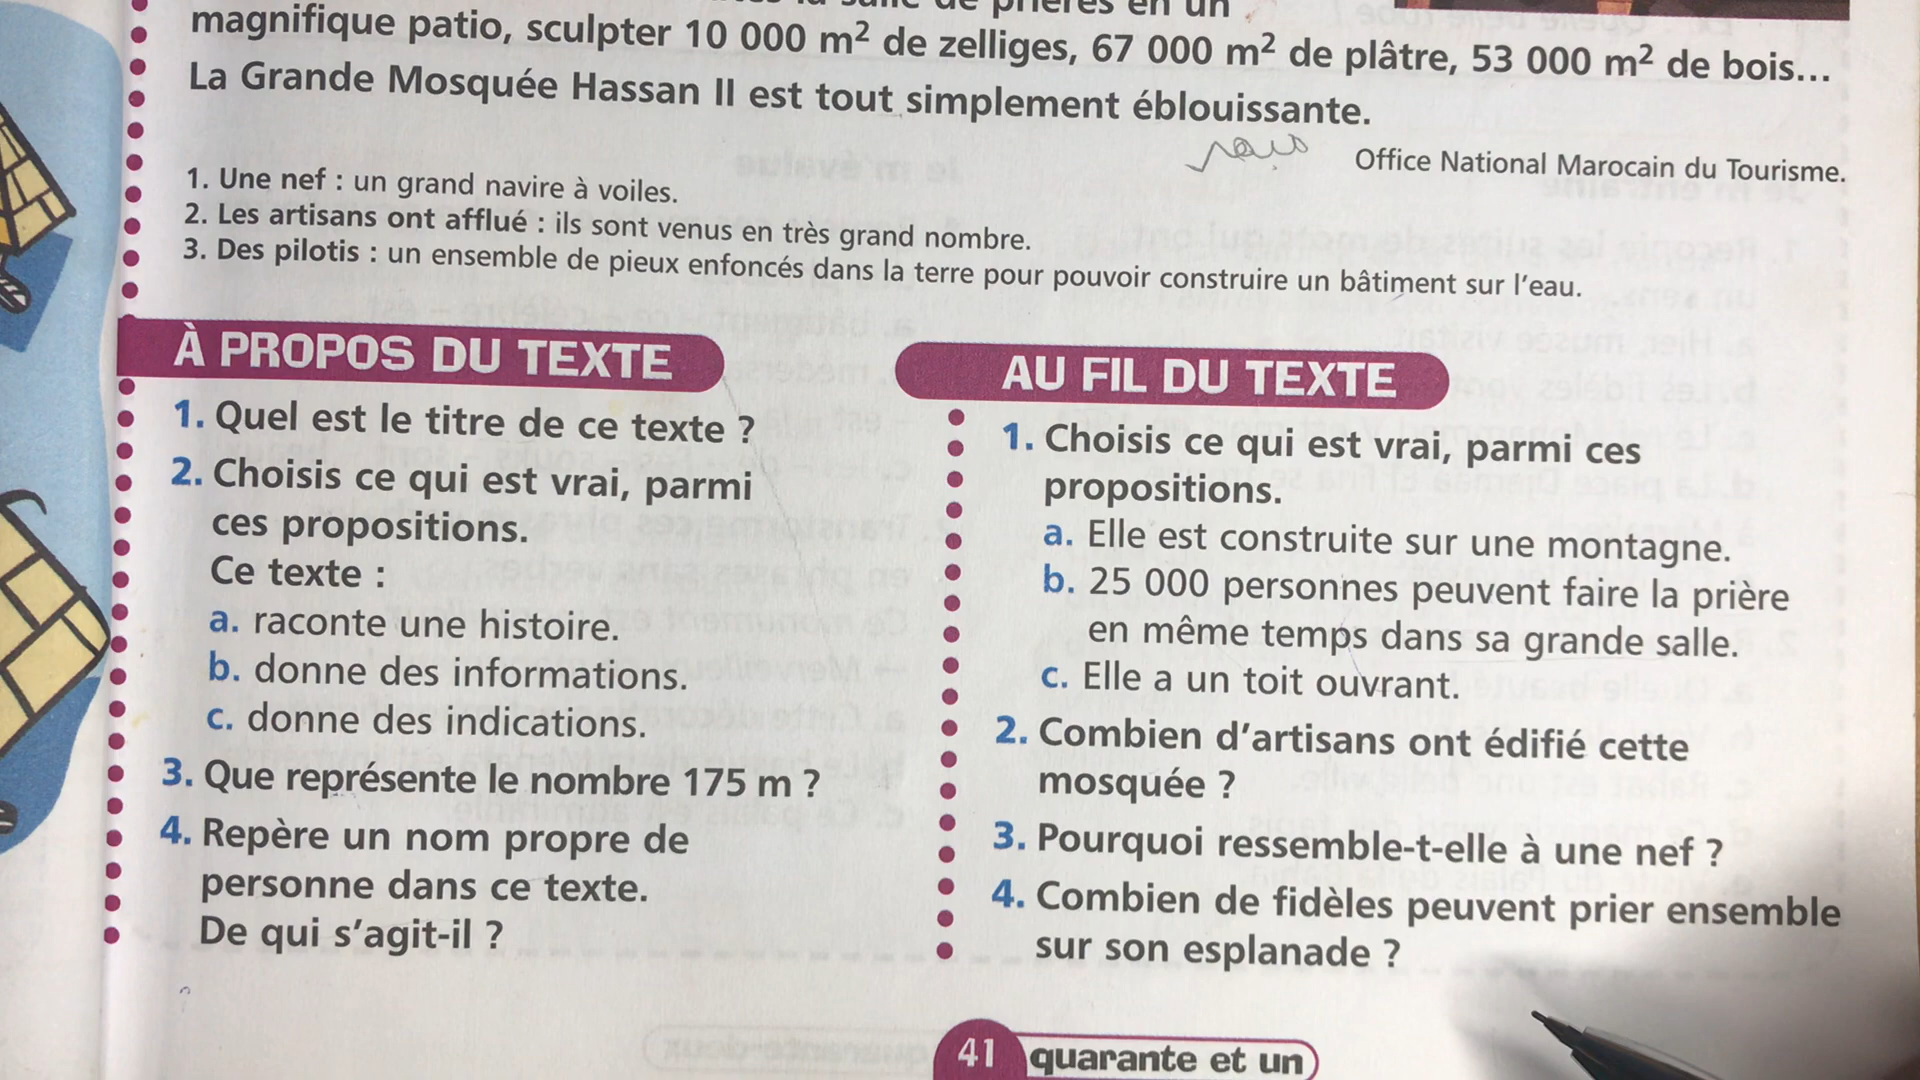 prières en un
magnifique patio, sculpter 10 000 m² de zelliges, 67 000 m² de plâtre, 53 000 m² de bois...
La Grande Mosquée Hassan II est tout simplement éblouissante.
Office National Marocain du Tourisme.
1. Une nef : un grand navire à voiles.
2. Les artisans ont afflué : ils sont venus en très grand nombre.
3. Des pilotis : un ensemble de pieux enfoncés dans la terre pour pouvoir construire un bâtiment sur l'eau.
À PROPOS DU TEXTE
1. Quel est le titre de ce texte ?
2. Choisis ce qui est vrai, parmi
ces propositions.
Ce texte :
a. raconte une histoire.
b. donne des informations.
c. donne des indications.
3. Que représente le nombre 175 m ?
4. Repère un nom propre de
personne dans ce texte.
De qui s'agit-il ?
AU FIL DU TEXTE
1. Choisis ce qui est vrai, parmi ces
propositions.
a. Elle est construite sur une montagne.
b. 25 000 personnes peuvent faire la prière
en même temps dans sa grande salle.
c. Elle a un toit ouvrant.
2. Combien d'artisans ont édifié cette
mosquée ?
3. Pourquoi ressemble-t-elle à une nef ?
4. Combien de fidèles peuvent prier ensemble
sur son esplanade ?
41 quarante et un